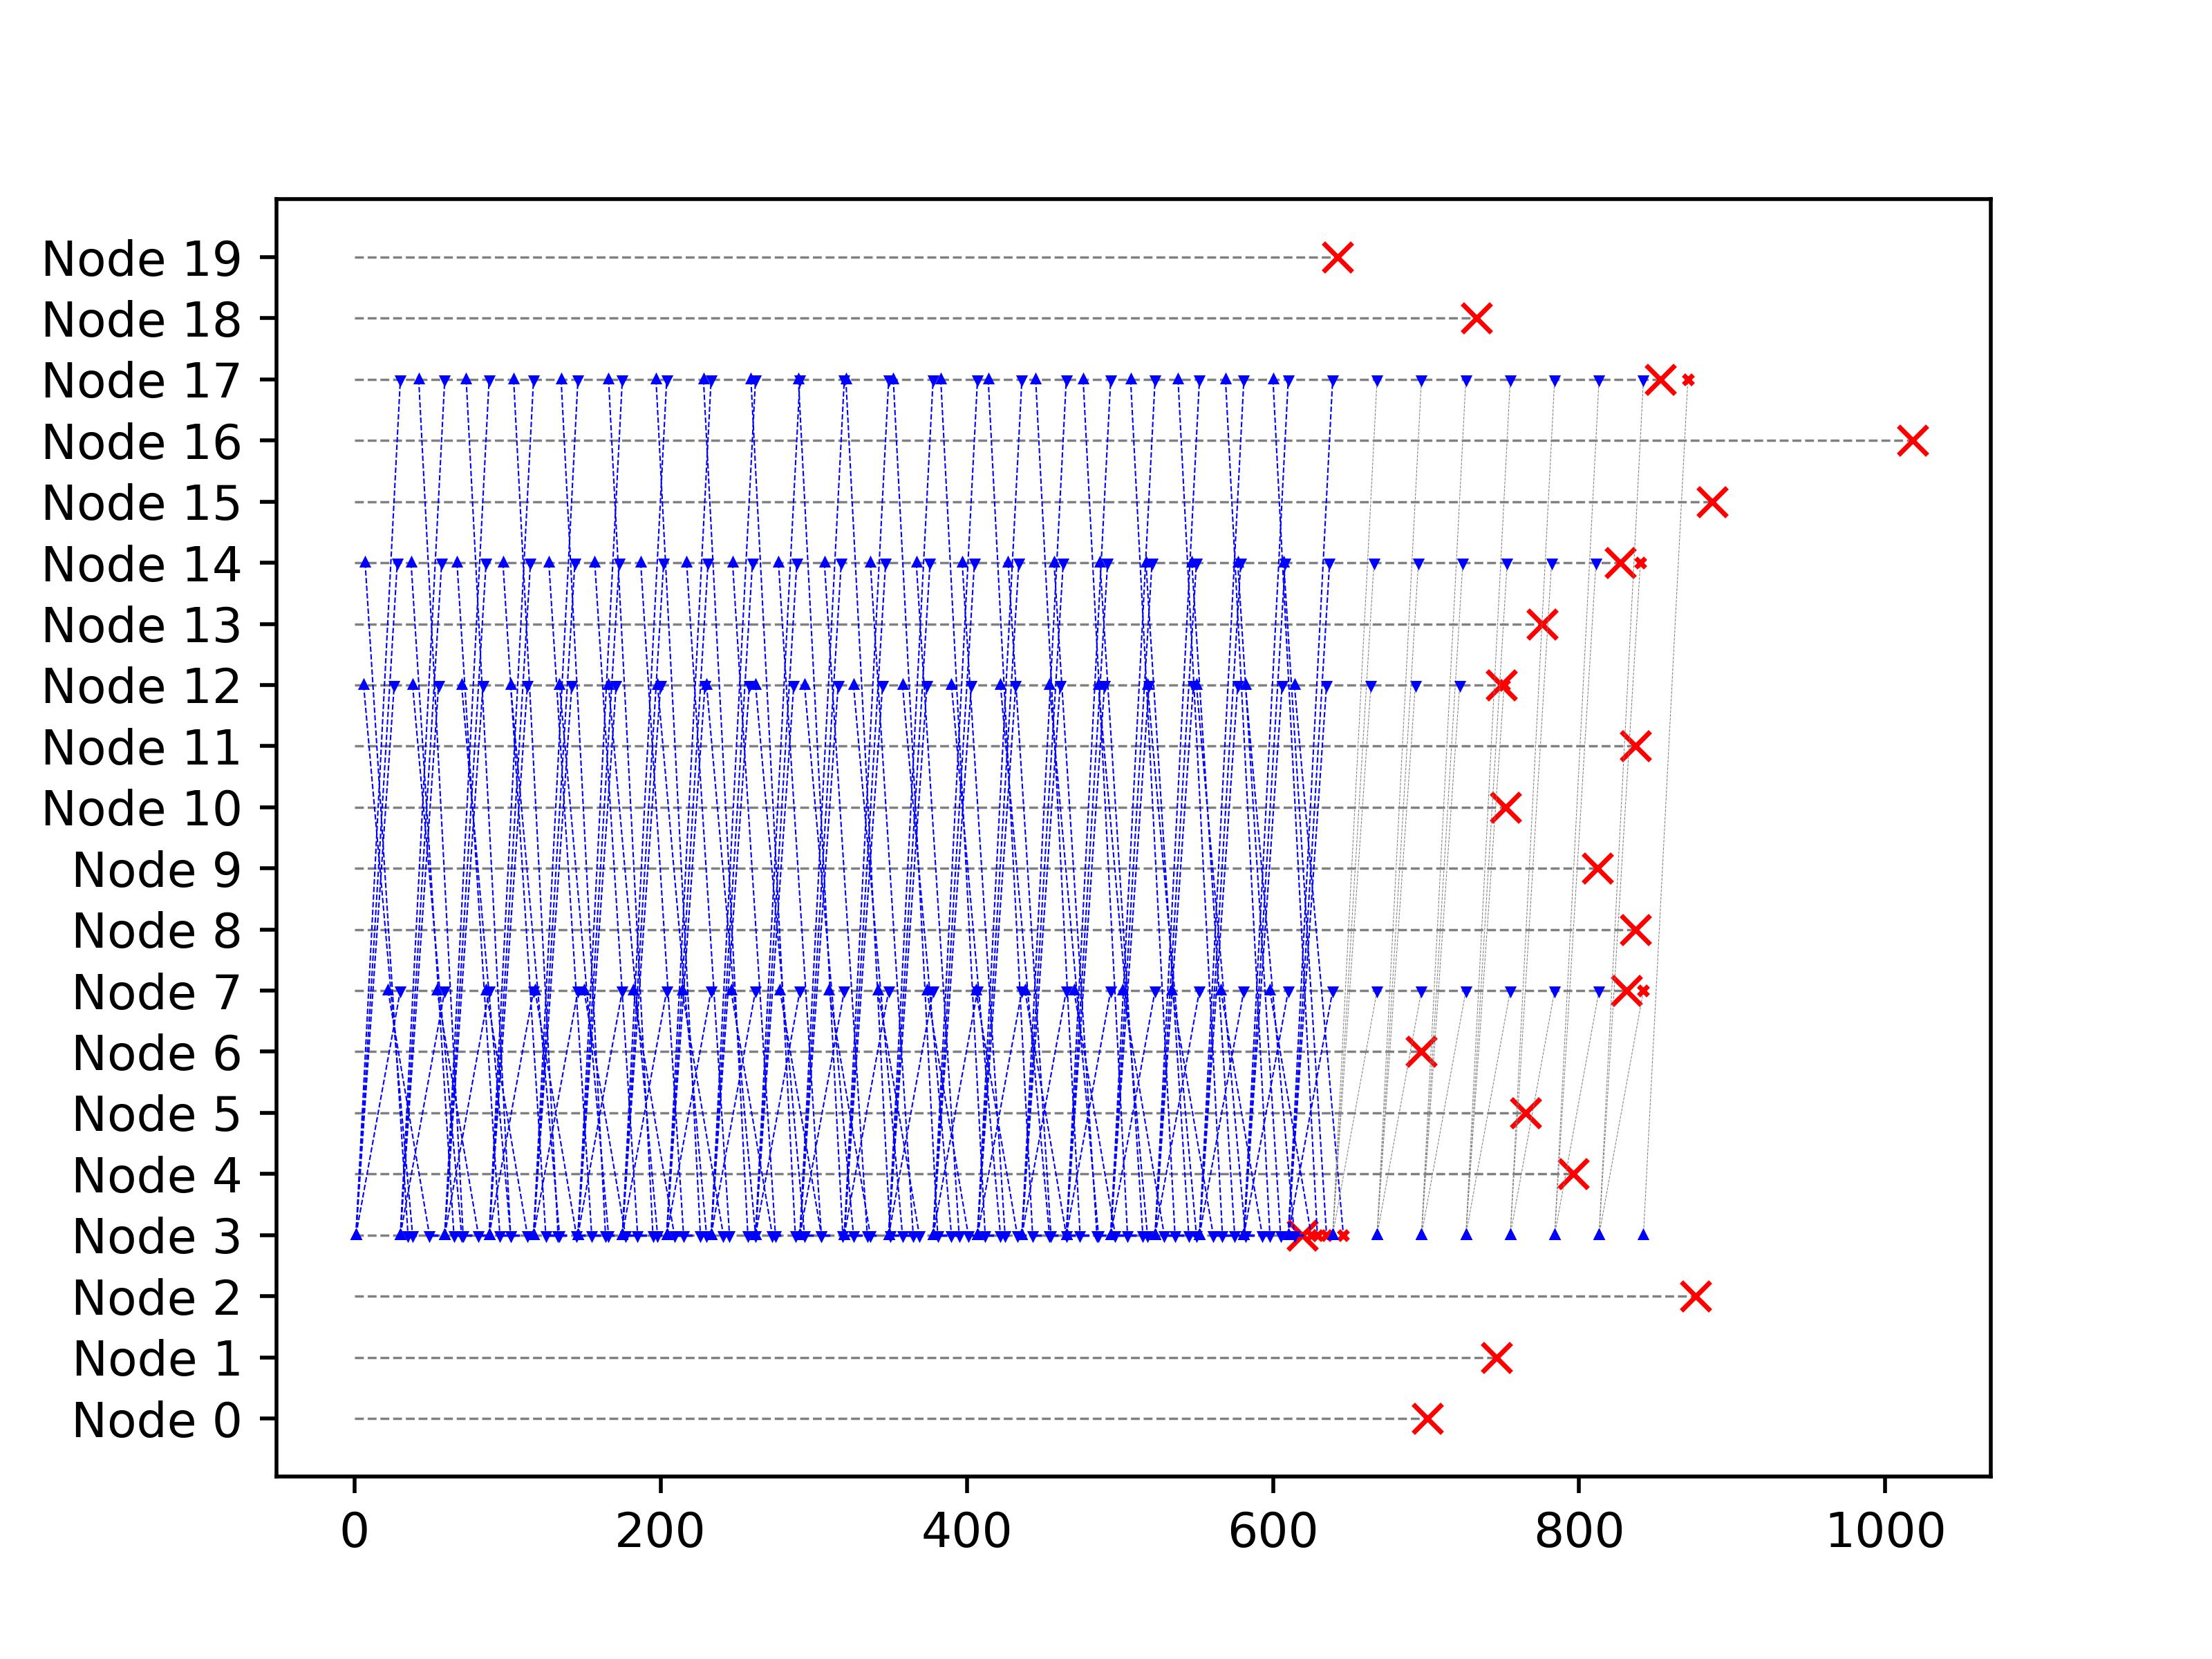 Node 19
Node 18
Node 17
Node 16
Node 15
Node 14
Node 13
Node 12
Node 11
Node 10
Node 9
Node 8
Node 7
Node 6
Node 5
Node 4
Node 3
Node 2
Node 1
Node 0
0 200 400 600 800 1000